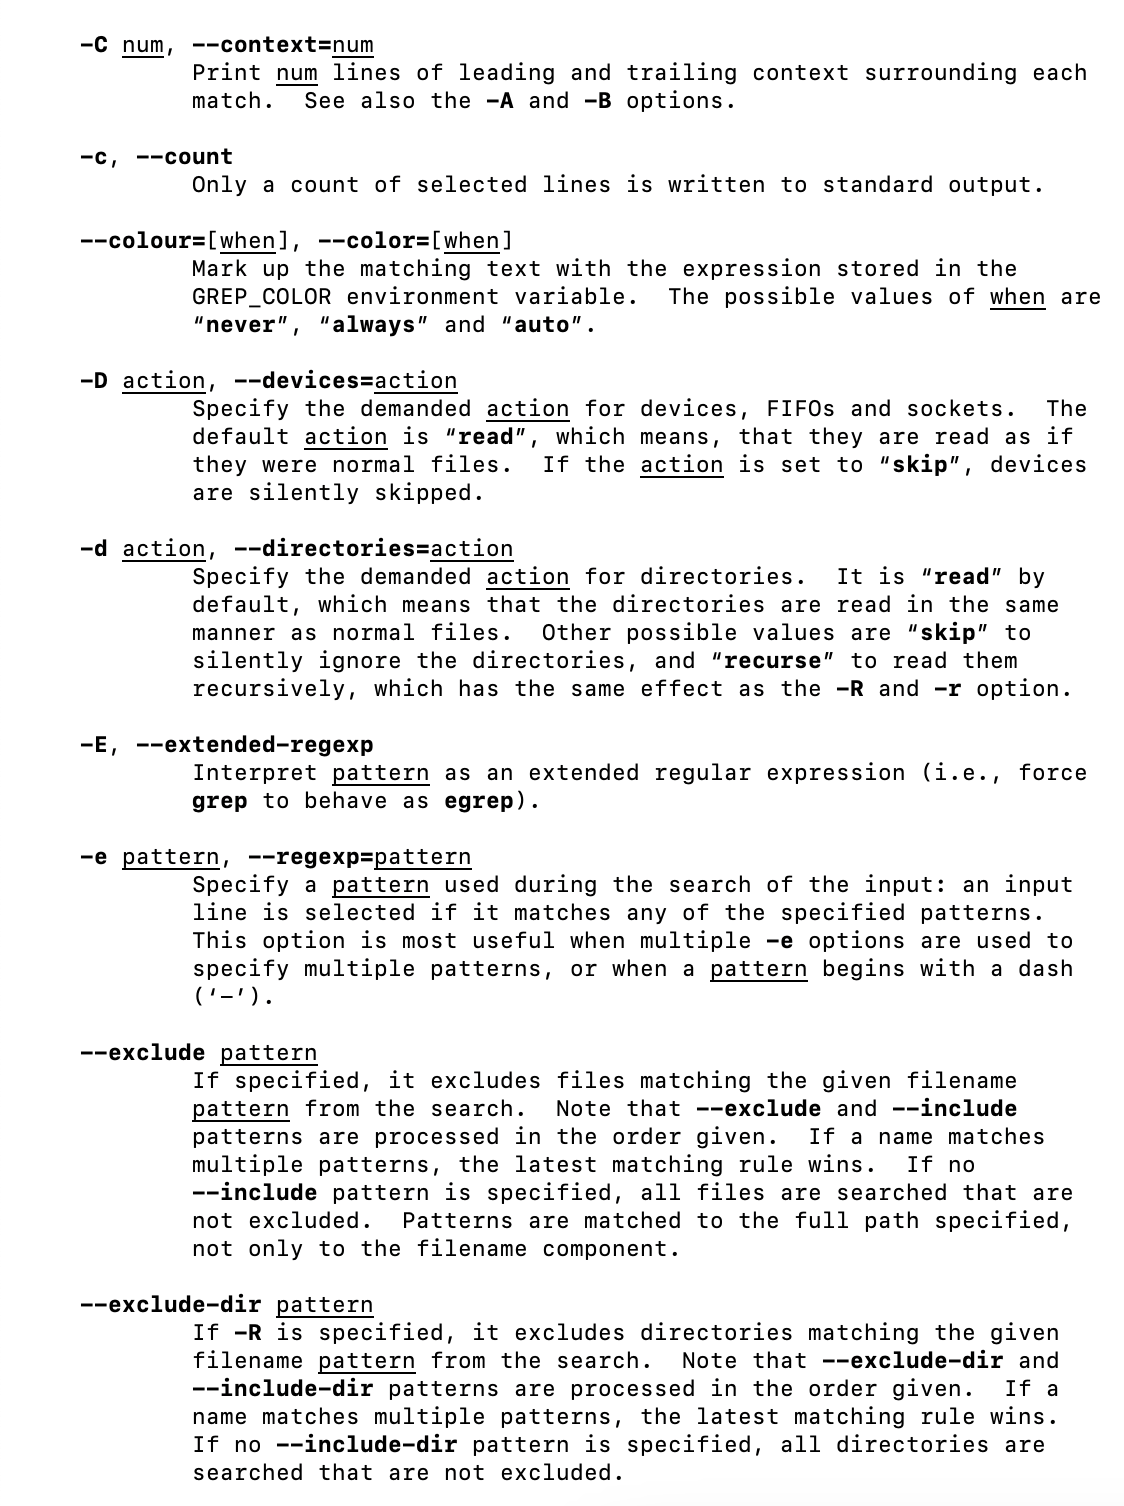 -C num, --context=num
Print num lines of leading and trailing context surrounding each
match.  See also the -A and -B options.
-c, --count
Only a count of selected lines is written to standard output.
--colour=[when], --color=[when]
Mark up the matching text with the expression stored in the
GREP_COLOR environment variable.  The possible values of when are
“never”, “always” and “auto”.
-D action, --devices=action
Specify the demanded action for devices, FIFOs and sockets.  The
default action is “read”, which means, that they are read as if
they were normal files.  If the action is set to “skip”, devices
are silently skipped.
-d action, --directories=action
Specify the demanded action for directories.  It is “read” by
default, which means that the directories are read in the same
manner as normal files.  Other possible values are “skip” to
silently ignore the directories, and “recurse” to read them
recursively, which has the same effect as the -R and -r option.
-E, --extended-regexp
Interpret pattern as an extended regular expression (i.e., force
grep to behave as egrep).
-e pattern, --regexp=pattern
Specify a pattern used during the search of the input: an input
line is selected if it matches any of the specified patterns.
This option is most useful when multiple -e options are used to
specify multiple patterns, or when a pattern begins with a dash
(‘-’).
--exclude pattern
If specified, it excludes files matching the given filename
pattern from the search.  Note that --exclude and --include
patterns are processed in the order given.  If a name matches
multiple patterns, the latest matching rule wins.  If no
--include pattern is specified, all files are searched that are
not excluded.  Patterns are matched to the full path specified,
not only to the filename component.
--exclude-dir pattern
If -R is specified, it excludes directories matching the given
filename pattern from the search.  Note that --exclude-dir and
--include-dir patterns are processed in the order given.  If a
name matches multiple patterns, the latest matching rule wins.
If no --include-dir pattern is specified, all directories are
searched that are not excluded.